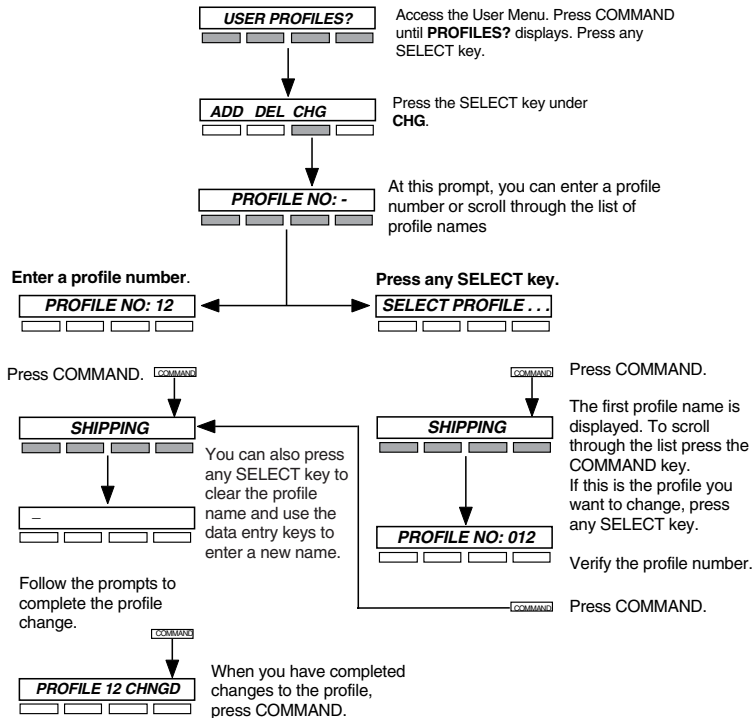 USER PROFILES?
Access the User Menu. Press COMMAND
until PROFILES? displays. Press any
SELECT key.
ADD DEL CHG
Press the SELECT key under
CHG.
PROFILE NO: -
At this prompt, you can enter a profile
number or scroll through the list of
profile names
Enter a profile number.
PROFILE NO: 12
Press any SELECT key.
SELECT PROFILE . . .
Press COMMAND.
COMMAND
SHIPPING
You can also press
any SELECT key to
clear the profile
name and use the
data entry keys to
enter a new name.
_
Follow the prompts to
complete the profile
change.
COMMAND
PROFILE 12 CHNGD
When you have completed
changes to the profile,
press COMMAND.
COMMAND
Press COMMAND.
SHIPPING
The first profile name is
displayed. To scroll
through the list press the
COMMAND key.
If this is the profile you
want to change, press
any SELECT key.
PROFILE NO: 012
Verify the profile number.
COMMAND
Press COMMAND.